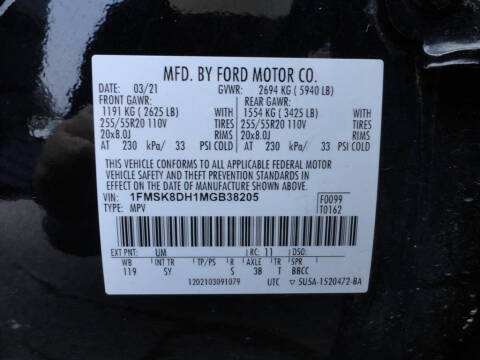 MFD. BY FORD MOTOR CO.
DATE: 03/21 GVWR: 2694 KG ( 5940 LB)
FRONT GAWR: REAR GAWR:
1191 KG ( 2625 LB) WITH 1554 KG ( 3425 LB) WITH
255/55R20 110V TIRES 255/55R20 110V TIRES
20x8.0J RIMS 20x8.0J RIMS
AT 230 kPa/ 33 PSI COLD AT 230 kPa/ 33 PSI COLD
THIS VEHICLE CONFORMS TO ALL APPLICABLE FEDERAL MOTOR
VEHICLE SAFETY AND THEFT PREVENTION STANDARDS IN
EFFECT ON THE DATE OF MANUFACTURE SHOWN ABOVE.
VIN: 1FMSK8DH1MGB38205 F0099
TYPE: MPV T0162
EXT PNT: UM RC: 11 DSO:
WB INT TR TP/PS R AXLE TR SPR
119 SY S 38 T BBCC
1202103091079 UTC ▽ 5U5A-1520472-BA